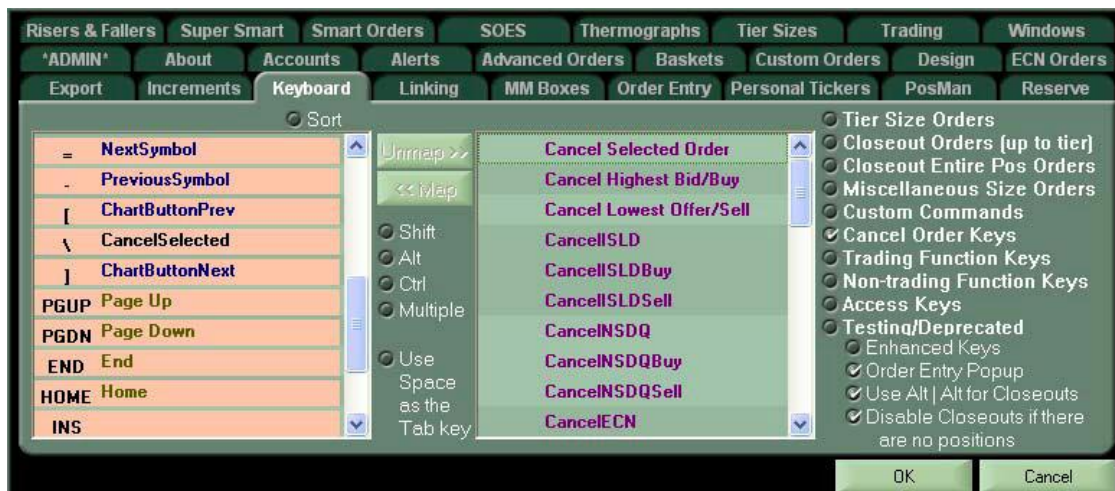 Risers & Fallers Super Smart Smart Orders SOES Thermographs Tier Sizes Trading Windows
*ADMIN* About Accounts Alerts Advanced Orders Baskets Custom Orders Design ECN Orders
Export Increments Keyboard Linking MM Boxes Order Entry Personal Tickers PosMan Reserve
Sort
= NextSymbol
- PreviousSymbol
[ ChartButtonPrev
\ CancelSelected
] ChartButtonNext
PGUP Page Up
PGDN Page Down
END End
HOME Home
INS
Unmap >>
<< Map
Shift
Alt
Ctrl
Multiple
Use
Space
as the
Tab key
Cancel Selected Order
Cancel Highest Bid/Buy
Cancel Lowest Offer/Sell
CancelISLD
CancelISLDBuy
CancelISLDSell
CancelNSDQ
CancelNSDQBuy
CancelNSDQSell
CancelECN
Tier Size Orders
Closeout Orders (up to tier)
Closeout Entire Pos Orders
Miscellaneous Size Orders
Custom Commands
Cancel Order Keys
Trading Function Keys
Non-trading Function Keys
Access Keys
Testing/Deprecated
Enhanced Keys
Order Entry Popup
Use Alt | Alt for Closeouts
Disable Closeouts if there
are no positions
OK Cancel